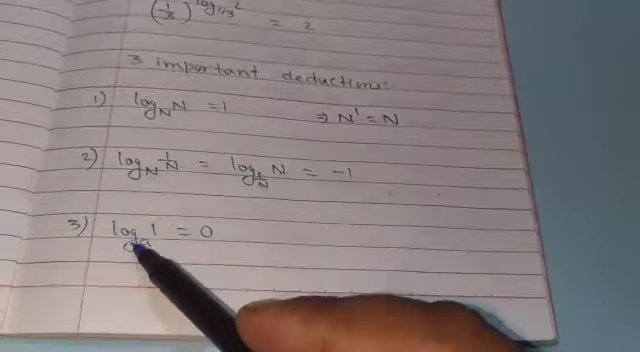 (1/3)^log_{1/3} 2 = 2
3 important deductions:
1) log_N N = 1 ⇒ N^1 = N
2) log_N 1/N = log_{1/N} N = -1
3) log 1 = 0